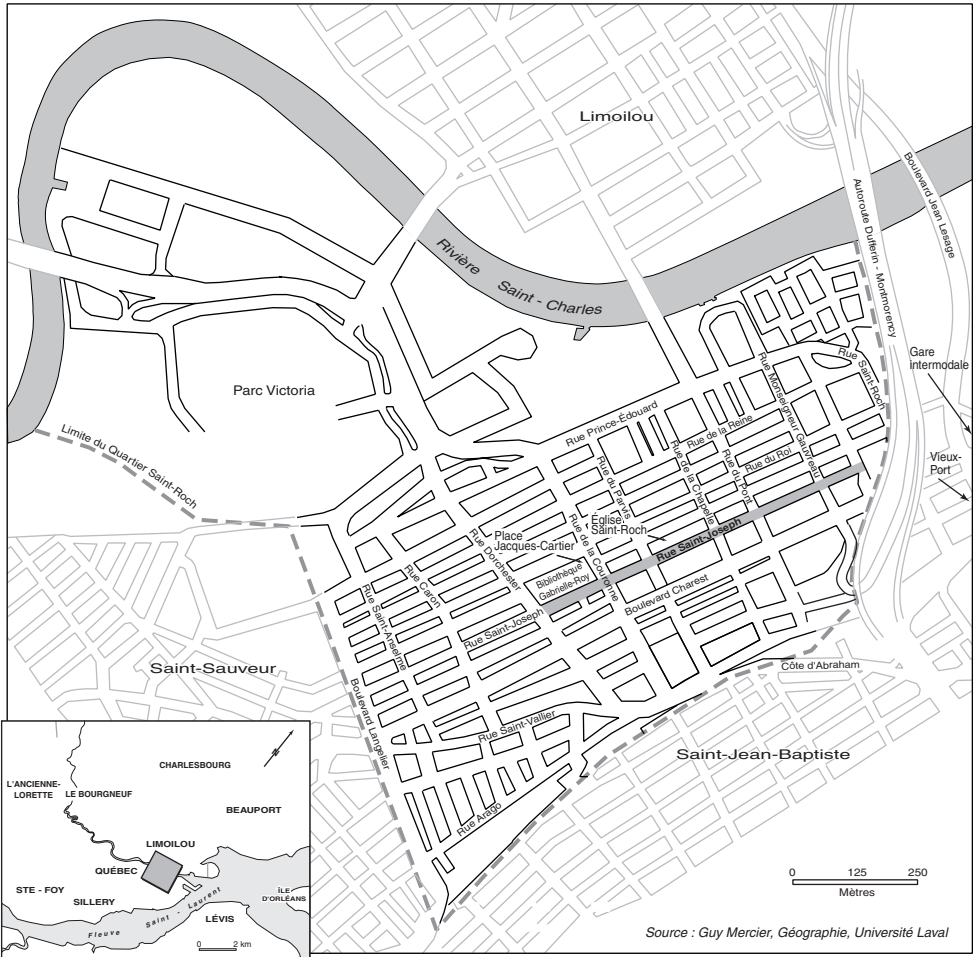 Limoilou
Boulevard Jean Lesage
Autoroute Dufferin - Montmorency
Rivière
Saint - Charles
Gare
intermodale
Rue Saint-Roch
Parc Victoria
Rue Monseigneur Gauvreau
Rue Prince-Édouard
Rue de la Reine
Limite du Quartier Saint-Roch
Rue du Parvis
Rue de la Chapelle
Rue du Pont
Rue du Roi
Vieux-
Port
Église
Saint-Roch
Place
Jacques-Cartier
Rue de la Couronne
Rue Saint-Joseph
Rue Dorchester
Bibliothèque
Gabrielle-Roy
Rue Caron
Rue Saint-Anselme
Boulevard Charest
Rue Saint-Joseph
Saint-Sauveur
Côte d'Abraham
Boulevard Langelier
Rue Saint-Vallier
Saint-Jean-Baptiste
Rue Arago
N
CHARLESBOURG
L'ANCIENNE-
LORETTE
LE BOURGNEUF
BEAUPORT
LIMOILOU
QUÉBEC
STE - FOY
SILLERY
ÎLE
D'ORLÉANS
Fleuve Saint - Laurent
LÉVIS
0 2 km
0 125 250
Mètres
Source : Guy Mercier, Géographie, Université Laval